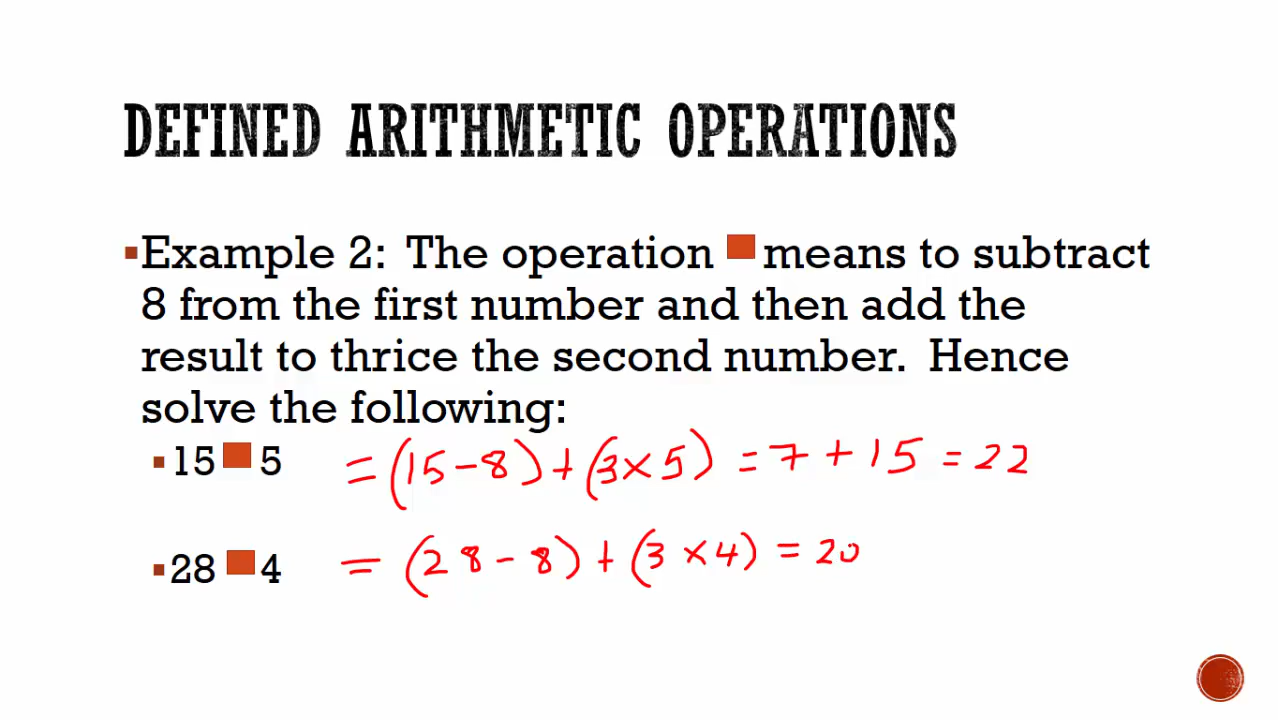 DEFINED ARITHMETIC OPERATIONS
▪Example 2: The operation ■ means to subtract
8 from the first number and then add the
result to thrice the second number. Hence
solve the following:
▪15 ■ 5 = (15-8) + (3×5) = 7 + 15 = 22
▪28 ■ 4 = (28-8) + (3×4) = 20